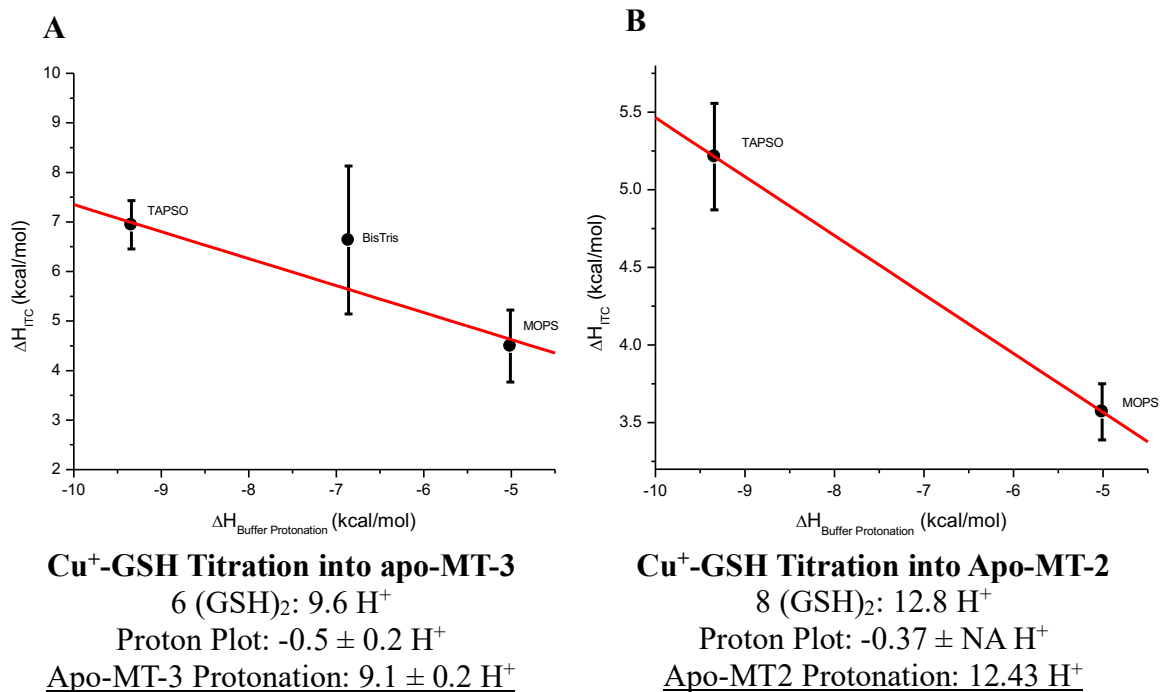 A
10
9
8
7
6
5
4
3
2
ΔH_ITC (kcal/mol)
TAPSO
BisTris
MOPS
-10 -9 -8 -7 -6 -5
ΔH_Buffer Protonation (kcal/mol)
Cu⁺-GSH Titration into apo-MT-3
6 (GSH)₂: 9.6 H⁺
Proton Plot: -0.5 ± 0.2 H⁺
Apo-MT-3 Protonation: 9.1 ± 0.2 H⁺
B
5.5
5.0
4.5
4.0
3.5
ΔH_ITC (kcal/mol)
TAPSO
MOPS
-10 -9 -8 -7 -6 -5
ΔH_Buffer Protonation (kcal/mol)
Cu⁺-GSH Titration into Apo-MT-2
8 (GSH)₂: 12.8 H⁺
Proton Plot: -0.37 ± NA H⁺
Apo-MT2 Protonation: 12.43 H⁺